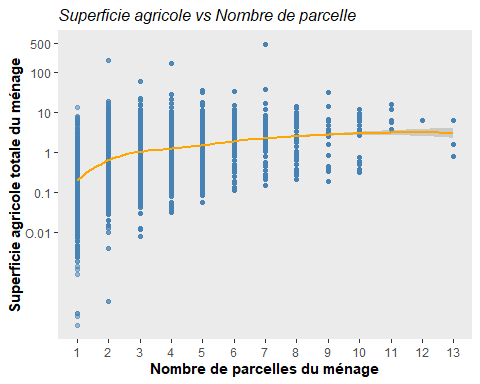 Superficie agricole vs Nombre de parcelle
Superficie agricole totale du ménage
500
100
10
1
0.1
0.01
1 2 3 4 5 6 7 8 9 10 11 12 13
Nombre de parcelles du ménage